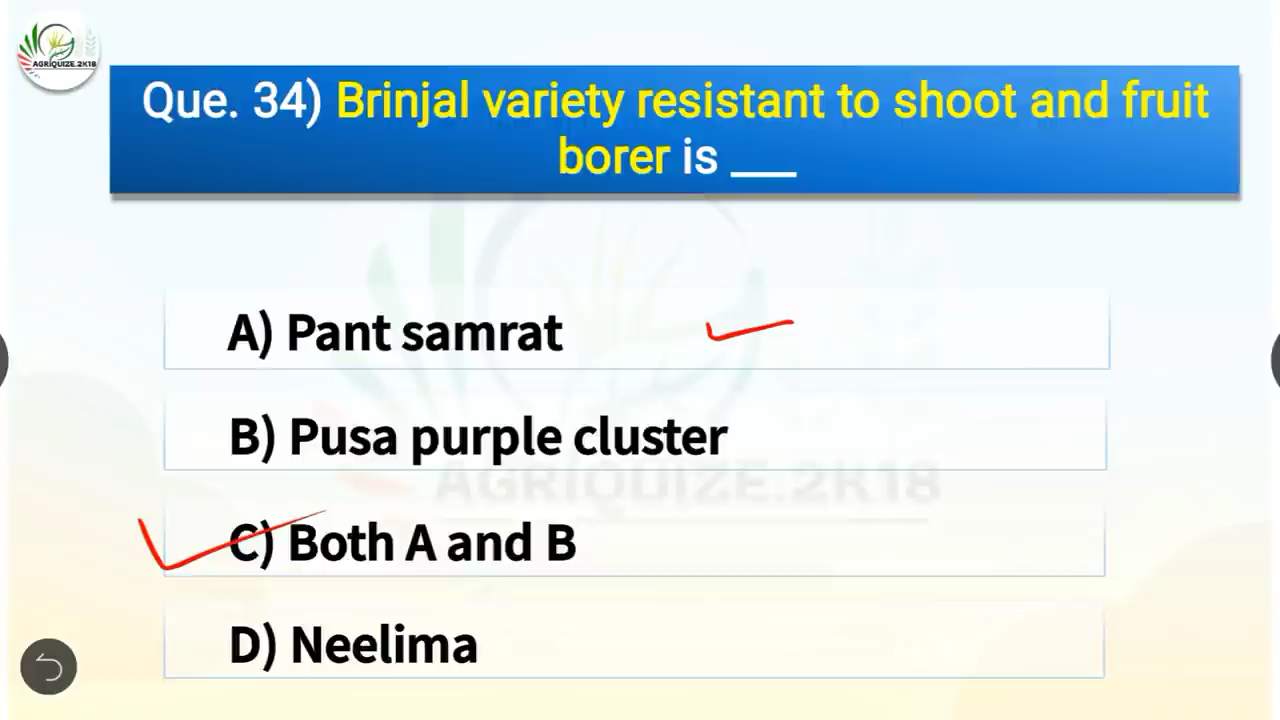 AGRIQUIZE.2K18
Que. 34) Brinjal variety resistant to shoot and fruit
borer is ___
A) Pant samrat
B) Pusa purple cluster
AGRIQUIZE.2K18
C) Both A and B
D) Neelima